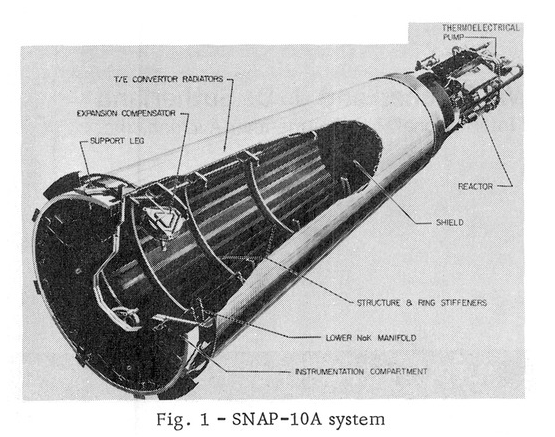 THERMOELECTRICAL
PUMP
T/E CONVERTOR RADIATORS
EXPANSION COMPENSATOR
SUPPORT LEG
REACTOR
SHIELD
STRUCTURE & RING STIFFENERS
LOWER NaK MANIFOLD
INSTRUMENTATION COMPARTMENT
Fig. 1 - SNAP-10A system